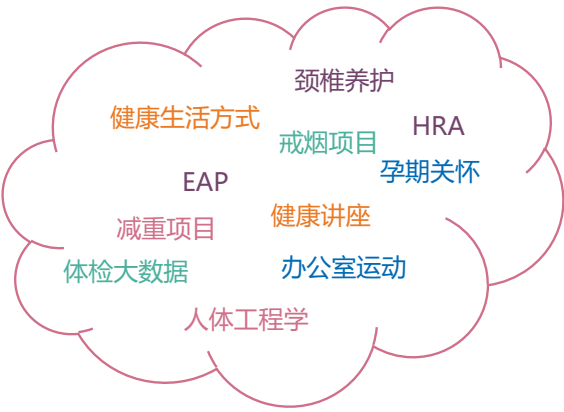 颈椎养护
健康生活方式
HRA
戒烟项目
孕期关怀
EAP
健康讲座
减重项目
办公室运动
体检大数据
人体工程学